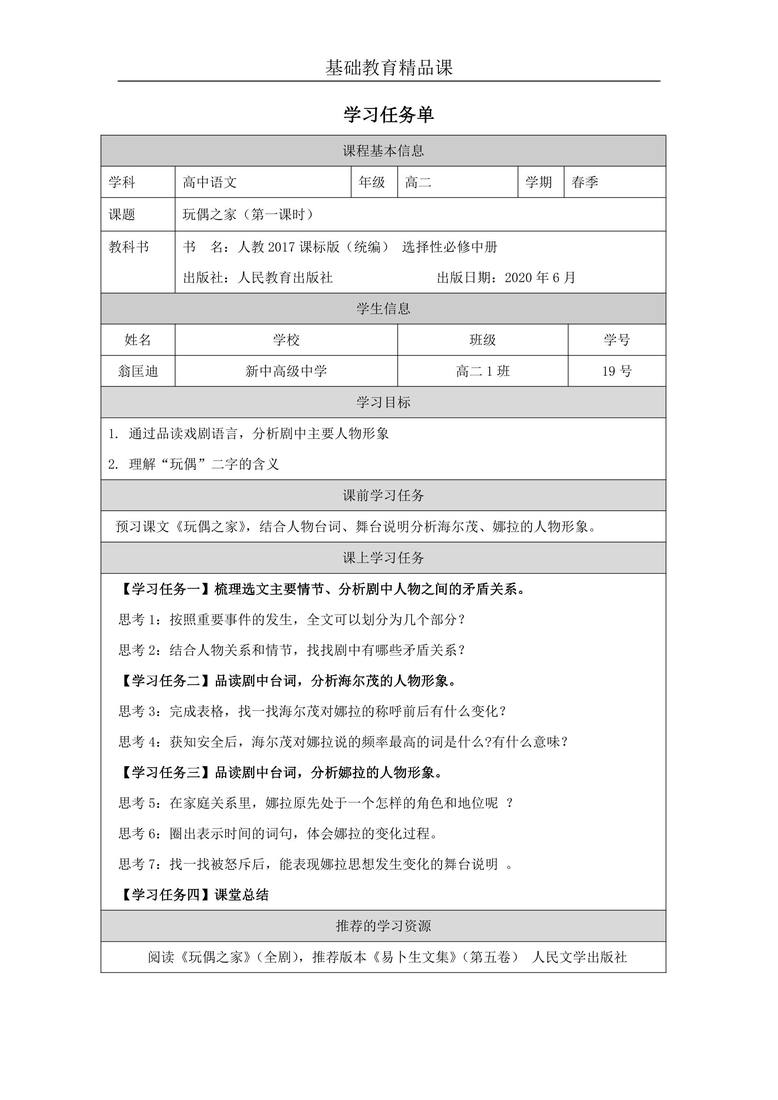 基础教育精品课
学习任务单
课程基本信息
学科 高中语文 年级 高二 学期 春季
课题 玩偶之家（第一课时）
教科书 书 名：人教2017课标版（统编） 选择性必修中册
出版社：人民教育出版社 出版日期：2020年6月
学生信息
姓名 学校 班级 学号
翁匡迪 新中高级中学 高二1班 19号
学习目标
1. 通过品读戏剧语言，分析剧中主要人物形象
2. 理解“玩偶”二字的含义
课前学习任务
预习课文《玩偶之家》，结合人物台词、舞台说明分析海尔茂、娜拉的人物形象。
课上学习任务
【学习任务一】梳理选文主要情节、分析剧中人物之间的矛盾关系。
思考1：按照重要事件的发生，全文可以划分为几个部分？
思考2：结合人物关系和情节，找找剧中有哪些矛盾关系？
【学习任务二】品读剧中台词，分析海尔茂的人物形象。
思考3：完成表格，找一找海尔茂对娜拉的称呼前后有什么变化？
思考4：获知安全后，海尔茂对娜拉说的频率最高的词是什么?有什么意味？
【学习任务三】品读剧中台词，分析娜拉的人物形象。
思考5：在家庭关系里，娜拉原先处于一个怎样的角色和地位呢 ？
思考6：圈出表示时间的词句，体会娜拉的变化过程。
思考7：找一找被怒斥后，能表现娜拉思想发生变化的舞台说明 。
【学习任务四】课堂总结
推荐的学习资源
阅读《玩偶之家》（全剧），推荐版本《易卜生文集》（第五卷） 人民文学出版社